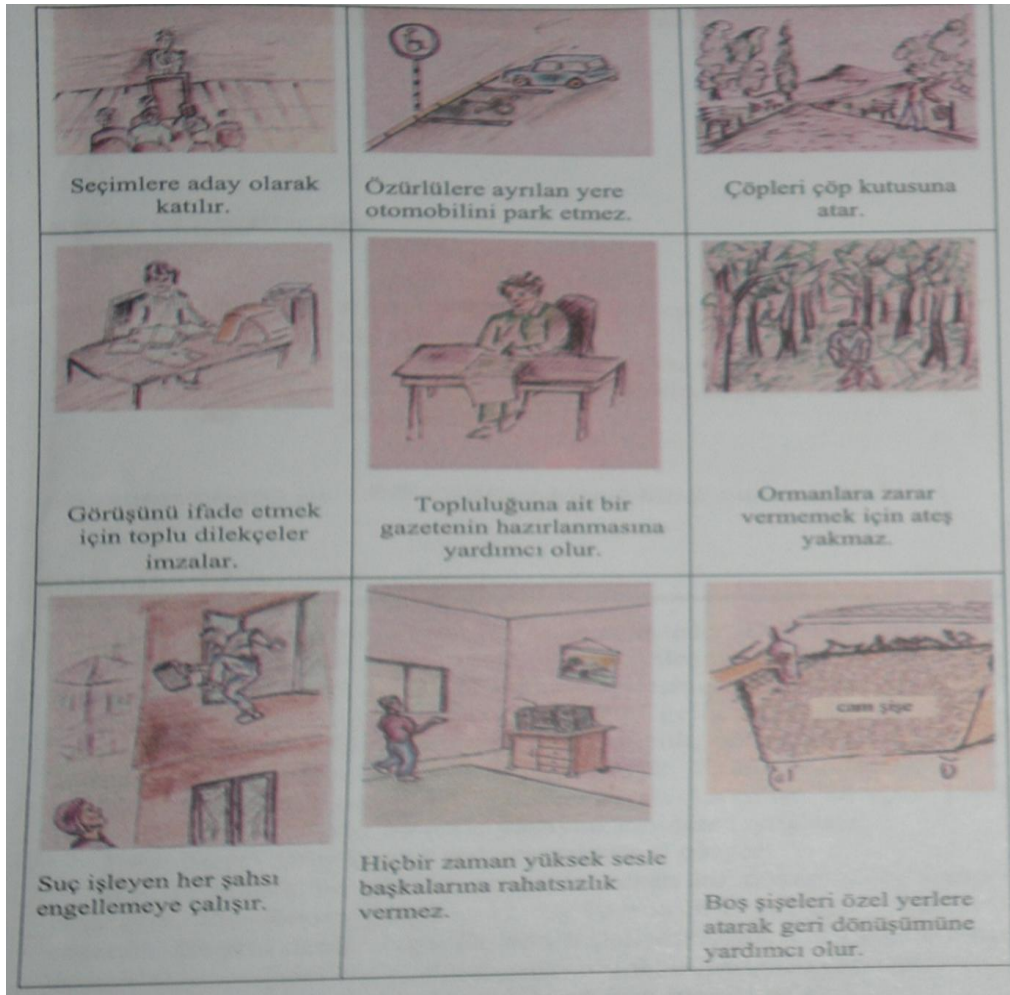 Seçimlere aday olarak
katılır.
Özürlülere ayrılan yere
otomobilini park etmez.
Çöpleri çöp kutusuna
atar.
Görüşünü ifade etmek
için toplu dilekçeler
imzalar.
Topluluğuna ait bir
gazetenin hazırlanmasına
yardımcı olur.
Ormanlara zarar
vermemek için ateş
yakmaz.
cam şişe
Suç işleyen her şahsı
engellemeye çalışır.
Hiçbir zaman yüksek sesle
başkalarına rahatsızlık
vermez.
Boş şişeleri özel yerlere
atarak geri dönüşümüne
yardımcı olur.